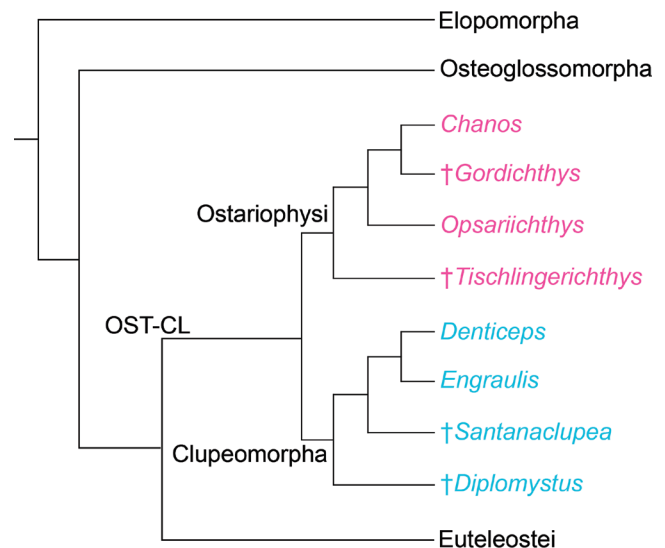 Elopomorpha
Osteoglossomorpha
Chanos
†Gordichthys
Ostariophysi
Opsariichthys
†Tischlingerichthys
OST-CL
Denticeps
Engraulis
†Santanaclupea
Clupeomorpha
†Diplomystus
Euteleostei